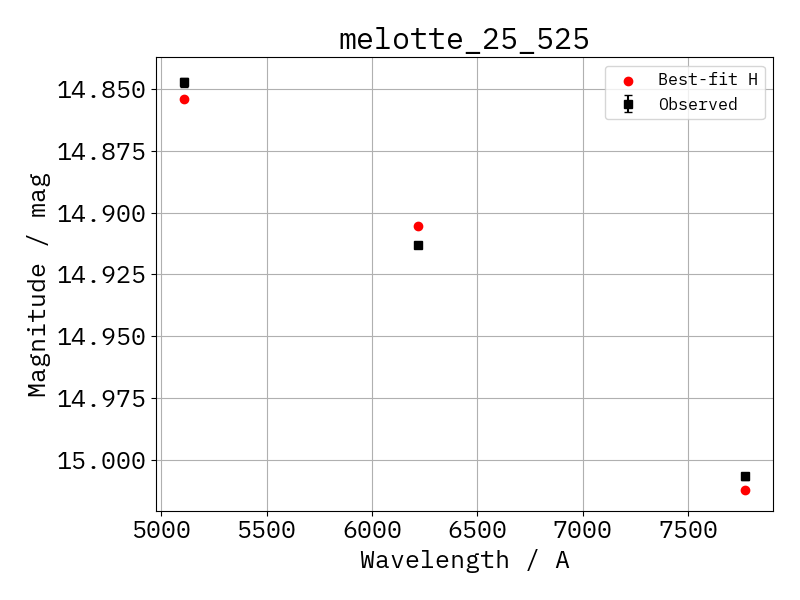 melotte_25_525
Best-fit H
Observed
14.850
14.875
14.900
14.925
14.950
14.975
15.000
Magnitude / mag
5000 5500 6000 6500 7000 7500
Wavelength / A